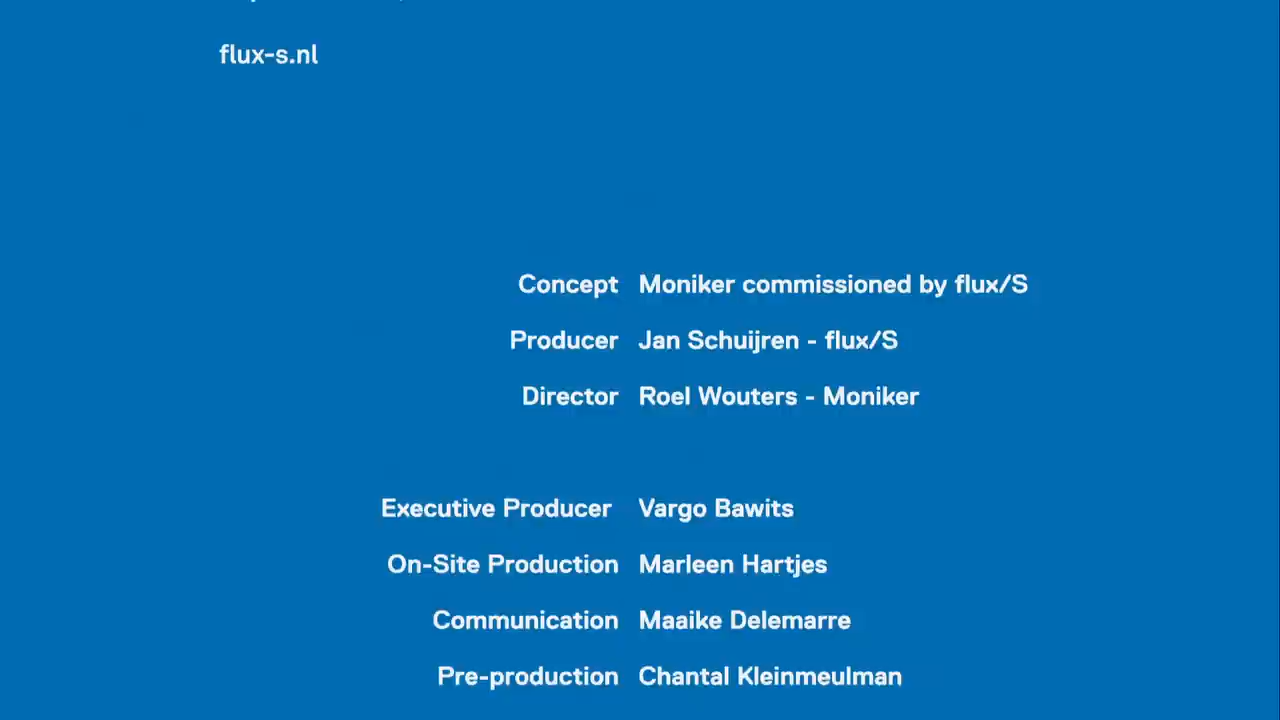 flux-s.nl
Concept Moniker commissioned by flux/S
Producer Jan Schuijren - flux/S
Director Roel Wouters - Moniker
Executive Producer Vargo Bawits
On-Site Production Marleen Hartjes
Communication Maaike Delemarre
Pre-production Chantal Kleinmeulman